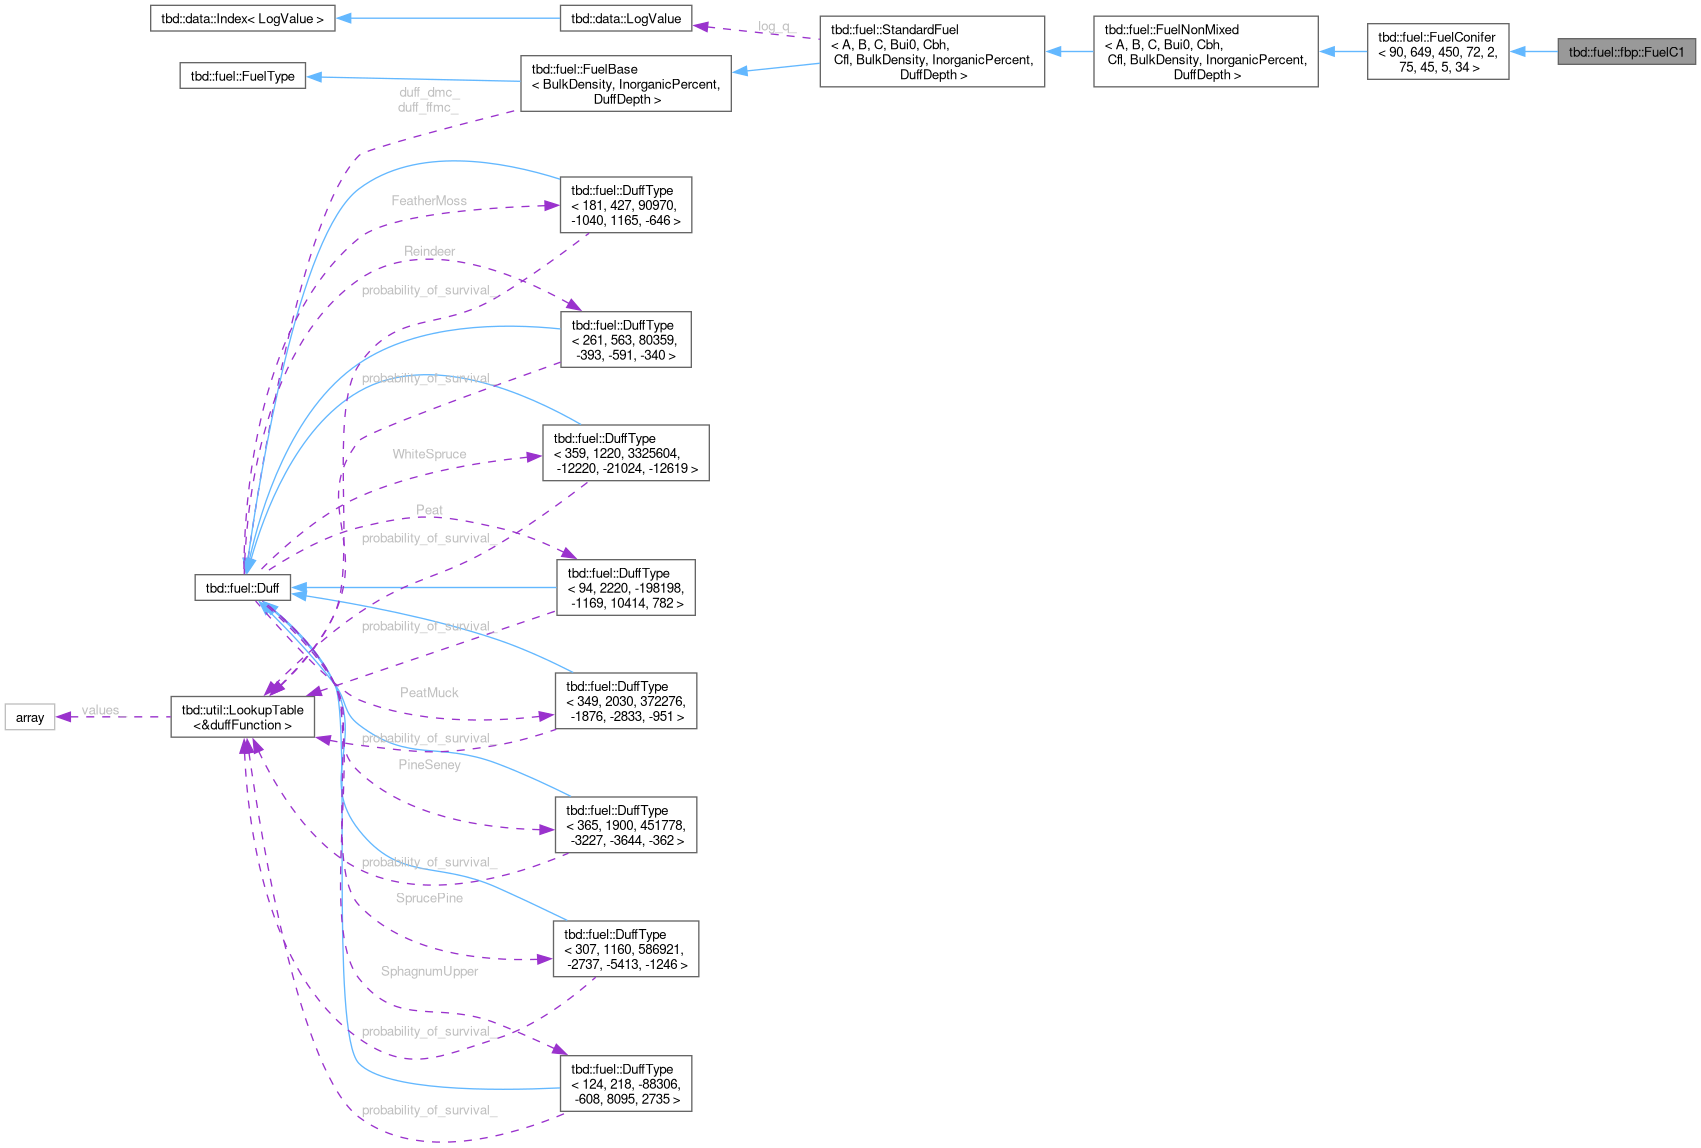 tbd::data::Index< LogValue >
tbd::data::LogValue
log_q_
tbd::fuel::StandardFuel
< A, B, C, Bui0, Cbh,
Cfl, BulkDensity, InorganicPercent,
DuffDepth >
tbd::fuel::FuelNonMixed
< A, B, C, Bui0, Cbh,
Cfl, BulkDensity, InorganicPercent,
DuffDepth >
tbd::fuel::FuelConifer
< 90, 649, 450, 72, 2,
75, 45, 5, 34 >
tbd::fuel::fbp::FuelC1
tbd::fuel::FuelType
tbd::fuel::FuelBase
< BulkDensity, InorganicPercent,
DuffDepth >
duff_dmc_
duff_ffmc_
tbd::fuel::DuffType
< 181, 427, 90970,
-1040, 1165, -646 >
FeatherMoss
Reindeer
probability_of_survival_
tbd::fuel::DuffType
< 261, 563, 80359,
-393, -591, -340 >
probability_of_survival_
tbd::fuel::DuffType
< 359, 1220, 3325604,
-12220, -21024, -12619 >
WhiteSpruce
Peat
probability_of_survival_
tbd::fuel::Duff
tbd::fuel::DuffType
< 94, 2220, -198198,
-1169, 10414, 782 >
probability_of_survival_
tbd::fuel::DuffType
< 349, 2030, 372276,
-1876, -2833, -951 >
PeatMuck
array
values
tbd::util::LookupTable
<&duffFunction >
probability_of_survival_
PineSeney
tbd::fuel::DuffType
< 365, 1900, 451778,
-3227, -3644, -362 >
probability_of_survival_
SprucePine
tbd::fuel::DuffType
< 307, 1160, 586921,
-2737, -5413, -1246 >
SphagnumUpper
probability_of_survival_
tbd::fuel::DuffType
< 124, 218, -88306,
-608, 8095, 2735 >
probability_of_survival_